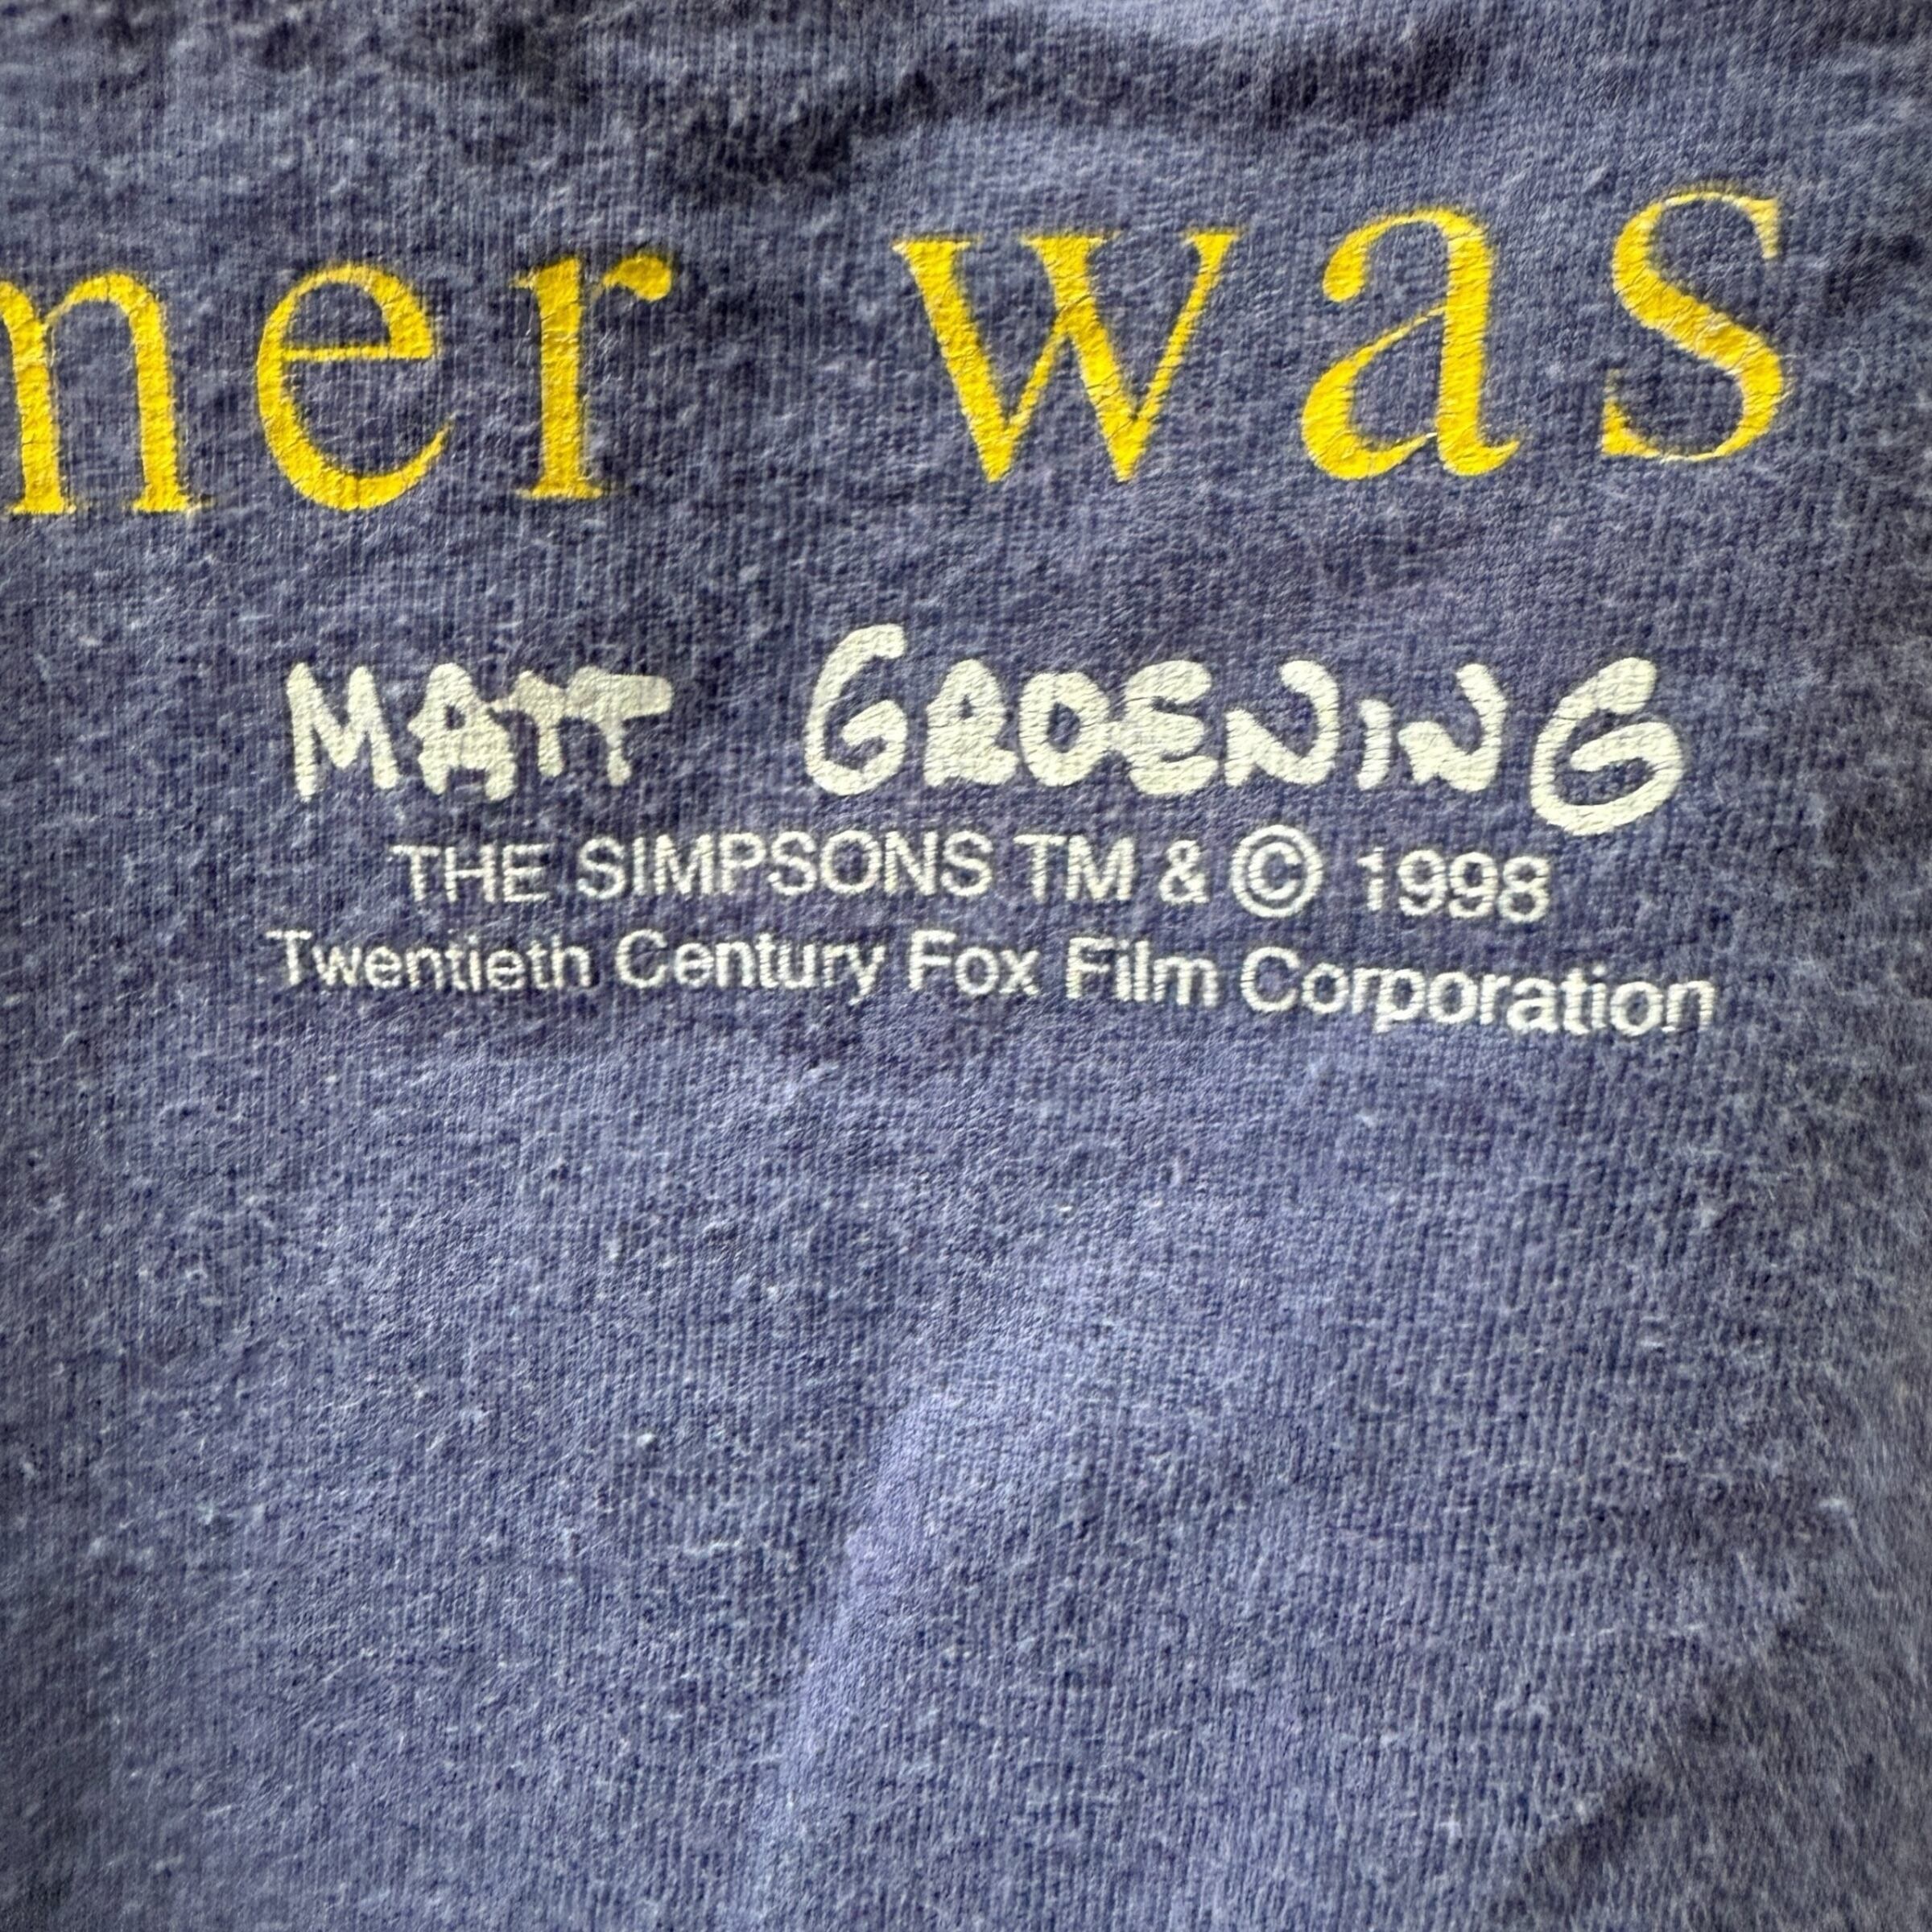 mer was
MATT GROENING
THE SIMPSONS TM & © 1998
Twentieth Century Fox Film Corporation